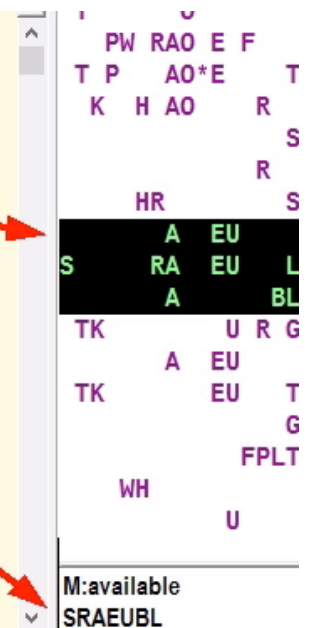 PW RAO E F
T P AO*E T
K H AO R
S
R
HR S
A EU
S RA EU L
A BL
TK U R G
A EU
TK EU T
G
FPLT
WH
U
M:available
SRAEUBL